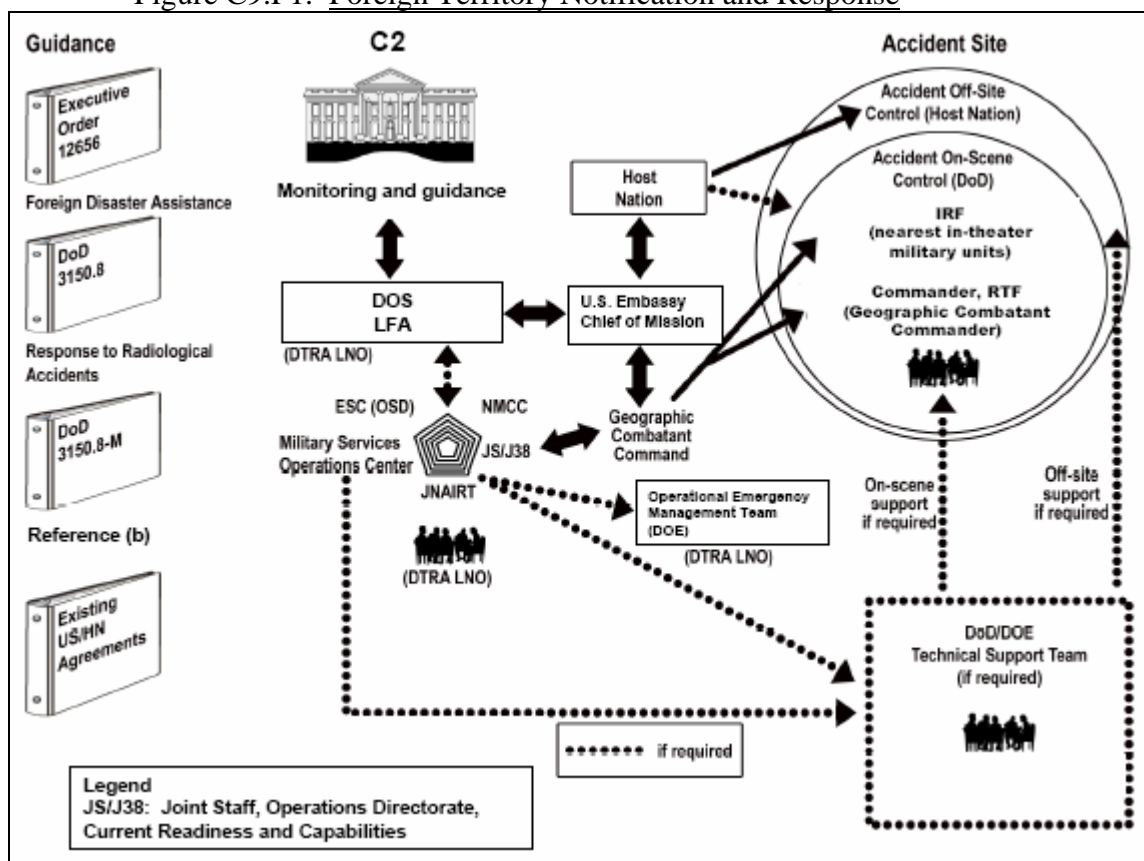 Figure C9.F1. Foreign Territory Notification and Response
Guidance
Executive
Order
12656
Foreign Disaster Assistance
DoD
3150.8
Response to Radiological
Accidents
DoD
3150.8-M
Reference (b)
Existing
US/HN
Agreements
C2
Monitoring and guidance
DOS
LFA
(DTRA LNO)
ESC (OSD)
NMCC
Military Services
Operations Center
JS/J38
JNAIRT
(DTRA LNO)
Host
Nation
U.S. Embassy
Chief of Mission
Geographic
Combatant
Command
Operational Emergency
Management Team
(DOE)
(DTRA LNO)
Accident Site
Accident Off-Site
Control (Host Nation)
Accident On-Scene
Control (DoD)
IRF
(nearest in-theater
military units)
Commander, RTF
(Geographic Combatant
Commander)
On-scene
support
if required
Off-site
support
if required
DoD/DOE
Technical Support Team
(if required)
if required
Legend
JS/J38: Joint Staff, Operations Directorate,
Current Readiness and Capabilities